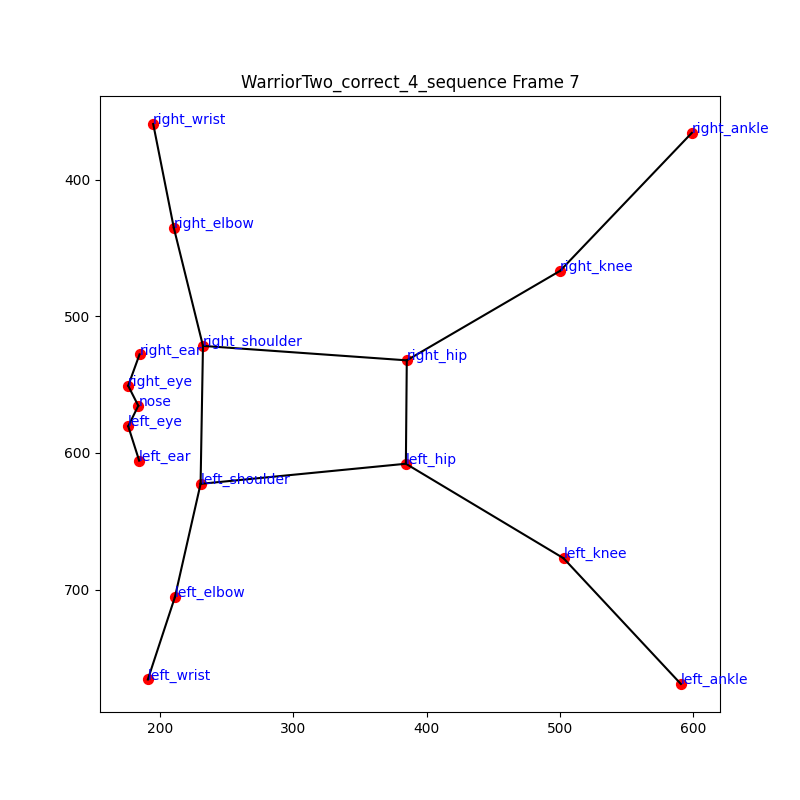 WarriorTwo_correct_4_sequence Frame 7
right_wrist
right_ankle
400
right_elbow
right_knee
500
right_shoulder
right_ear
right_hip
right_eye
nose
left_eye
600
left_ear
left_hip
left_shoulder
left_knee
700
left_elbow
left_wrist
left_ankle
200 300 400 500 600